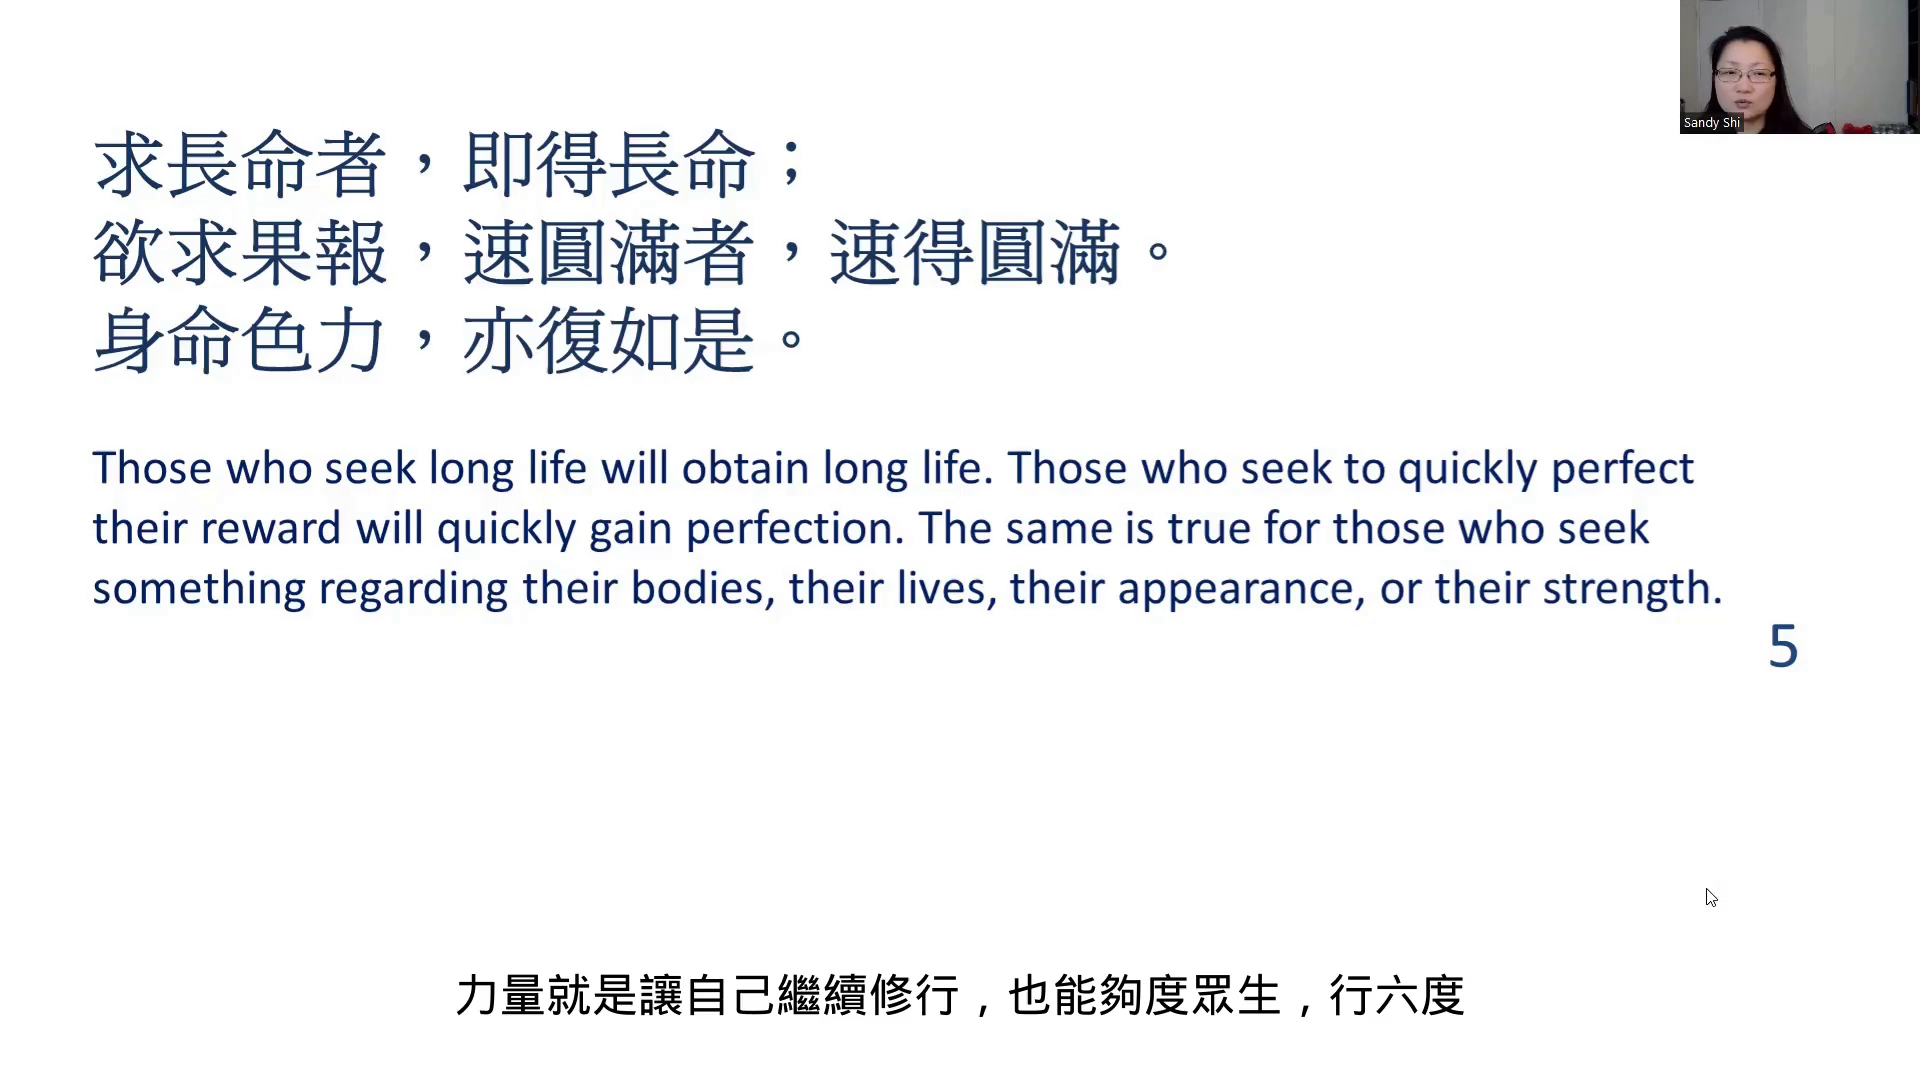 Sandy Shi
求長命者，即得長命；
欲求果報，速圓滿者，速得圓滿。
身命色力，亦復如是。
Those who seek long life will obtain long life. Those who seek to quickly perfect
their reward will quickly gain perfection. The same is true for those who seek
something regarding their bodies, their lives, their appearance, or their strength.
5
力量就是讓自己繼續修行，也能夠度眾生，行六度